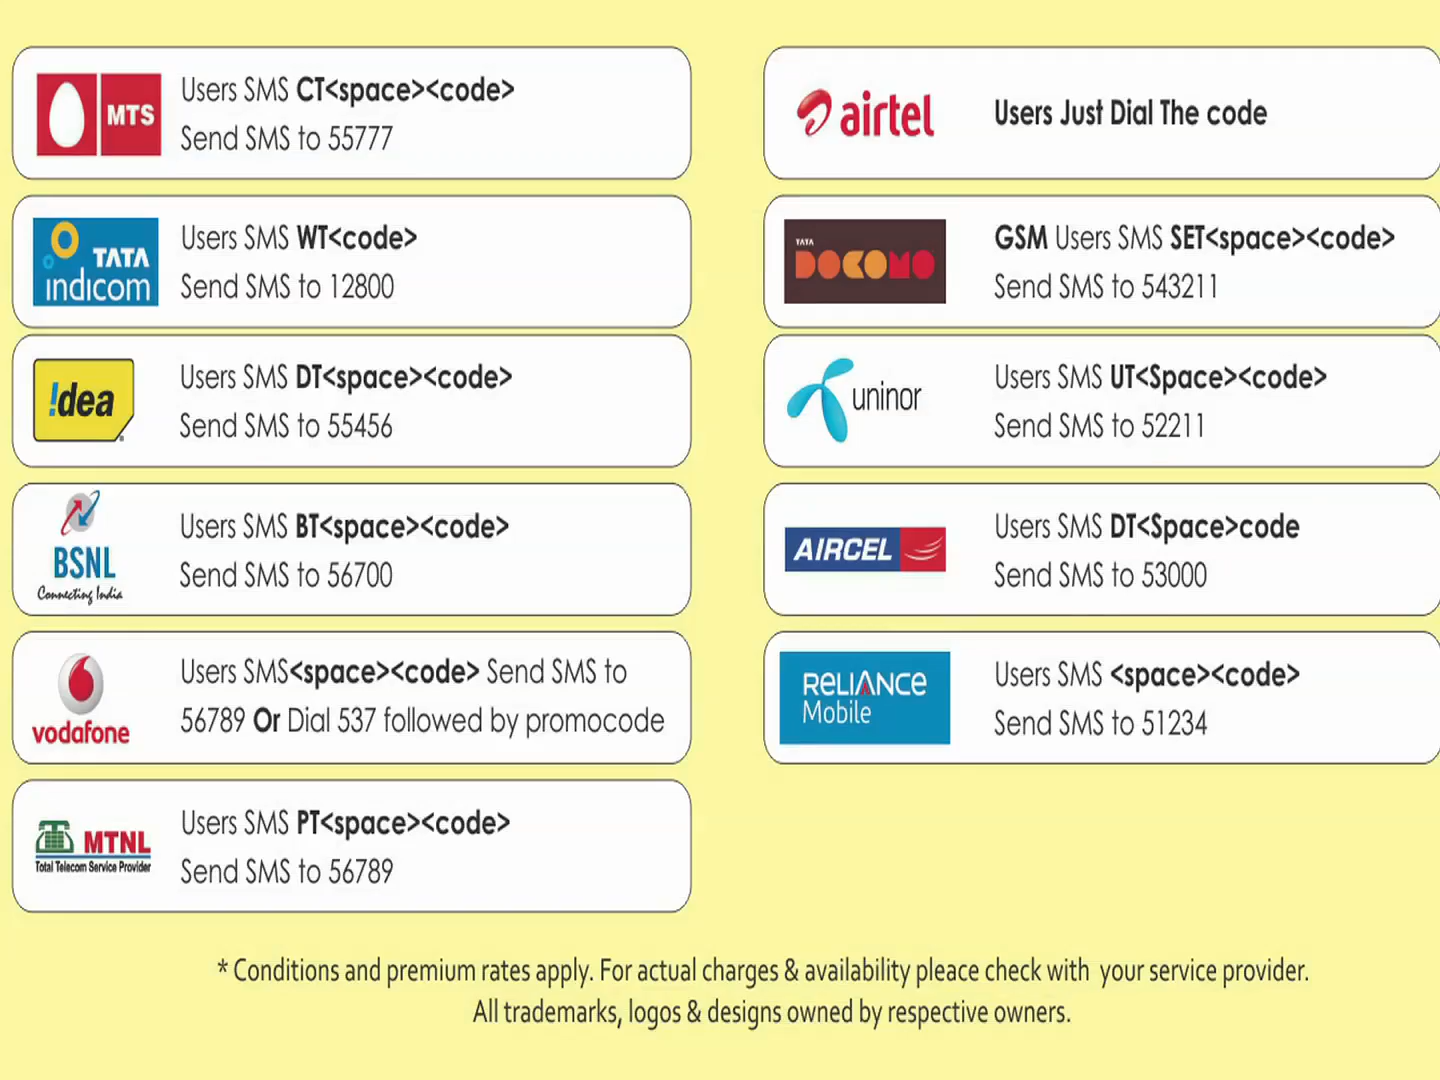 MTS
Users SMS CT<space><code>
Send SMS to 55777
TATA
indicom
Users SMS WT<code>
Send SMS to 12800
!dea
Users SMS DT<space><code>
Send SMS to 55456
BSNL
Connecting India
Users SMS BT<space><code>
Send SMS to 56700
vodafone
Users SMS<space><code> Send SMS to
56789 Or Dial 537 followed by promocode
MTNL
Total Telecom Service Provider
Users SMS PT<space><code>
Send SMS to 56789
airtel
Users Just Dial The code
TATA
DOCOMO
GSM Users SMS SET<space><code>
Send SMS to 543211
uninor
Users SMS UT<Space><code>
Send SMS to 52211
AIRCEL
Users SMS DT<Space>code
Send SMS to 53000
RELIANCe
Mobile
Users SMS <space><code>
Send SMS to 51234
* Conditions and premium rates apply. For actual charges & availability pleace check with your service provider.
All trademarks, logos & designs owned by respective owners.